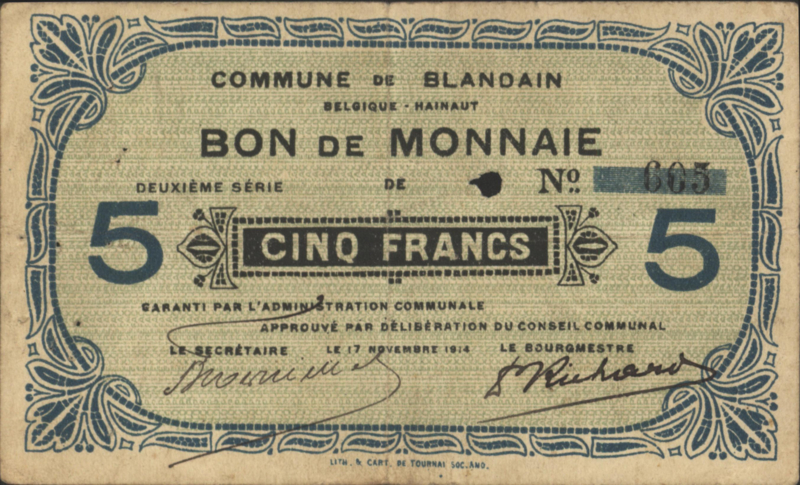 COMMUNE DE BLANDAIN
BELGIQUE - HAINAUT
BON DE MONNAIE
DEUXIÈME SÉRIE DE Nº 605
5 CINQ FRANCS 5
GARANTI PAR L'ADMINISTRATION COMMUNALE
APPROUVÉ PAR DÉLIBÉRATION DU CONSEIL COMMUNAL
LE SECRÉTAIRE LE 17 NOVEMBRE 1914 LE BOURGMESTRE
Richard
LITH. & CART. DE TOURNAI SOC. AND.